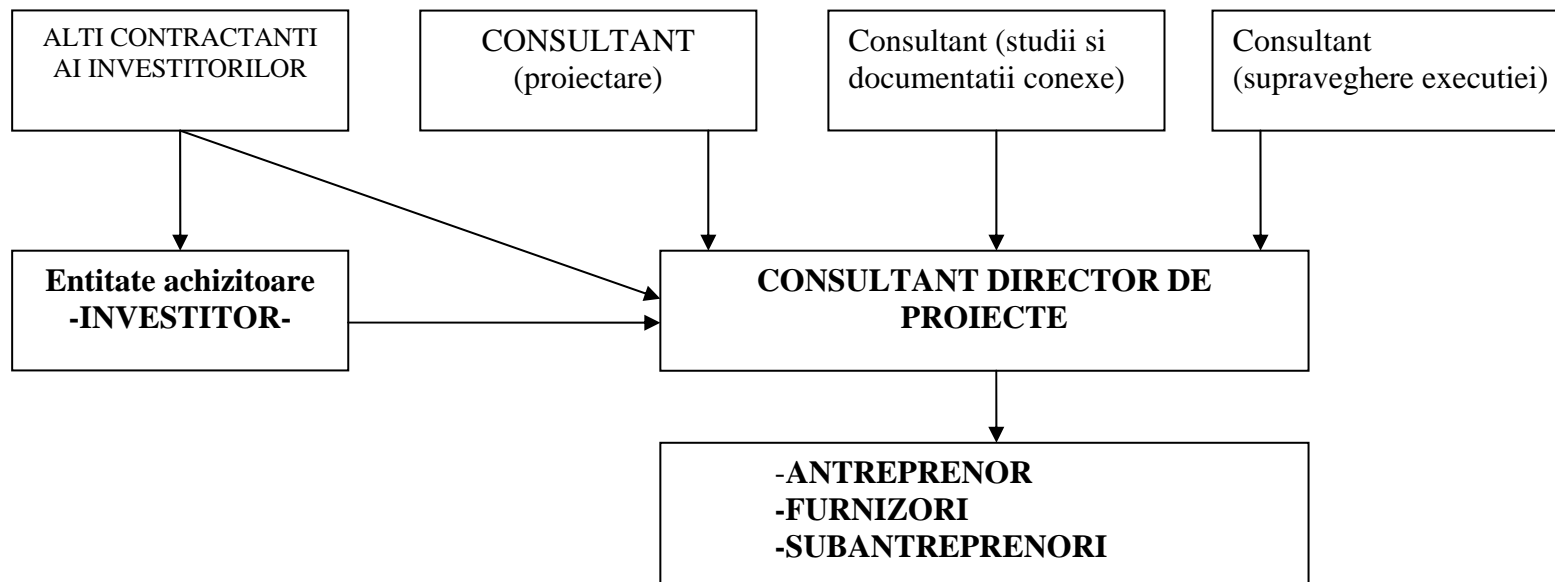 ALTI CONTRACTANTI
AI INVESTITORILOR
CONSULTANT
(proiectare)
Consultant (studii si
documentatii conexe)
Consultant
(supraveghere executiei)
Entitate achizitoare
-INVESTITOR-
CONSULTANT DIRECTOR DE
PROIECTE
-ANTREPRENOR
-FURNIZORI
-SUBANTREPRENORI